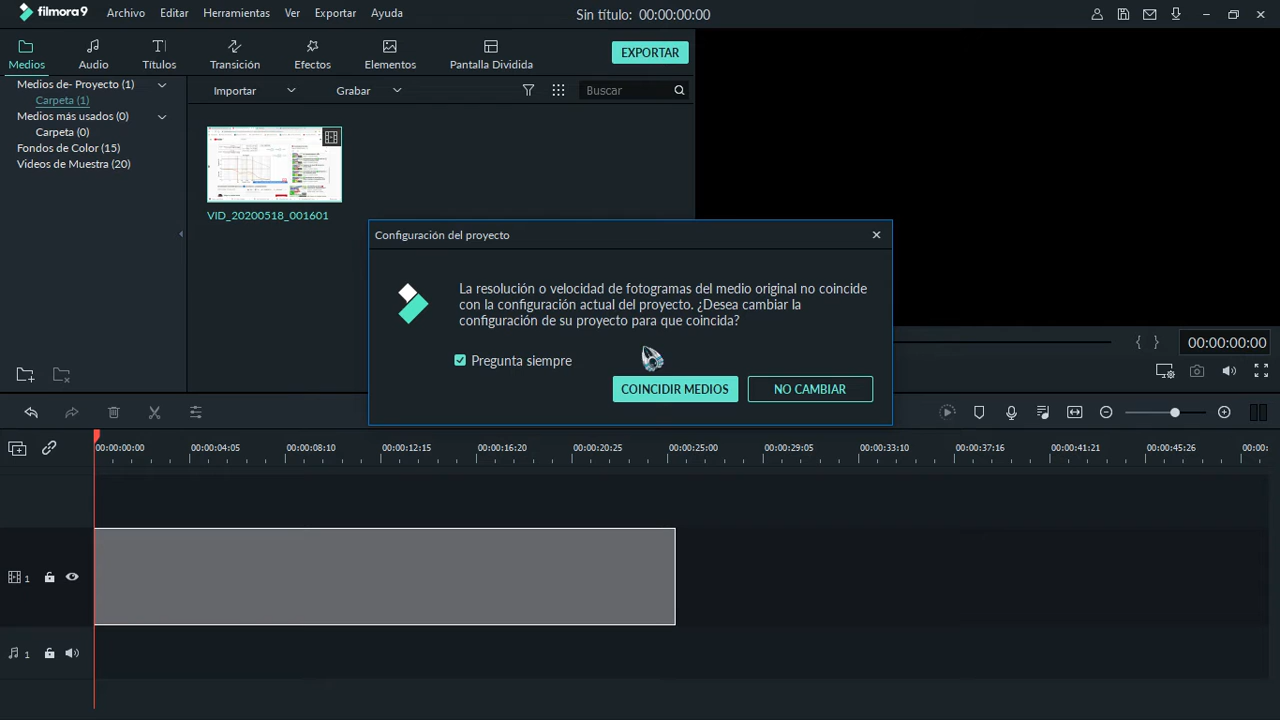 filmora9 Archivo Editar Herramientas Ver Exportar Ayuda Sin título: 00:00:00:00
Medios Audio Títulos Transición Efectos Elementos Pantalla Dividida EXPORTAR
Medios de- Proyecto (1) Importar Grabar Buscar
Carpeta (1)
Medios más usados (0)
Carpeta (0)
Fondos de Color (15)
Videos de Muestra (20)
VID_20200518_001601
Configuración del proyecto
La resolución o velocidad de fotogramas del medio original no coincide
con la configuración actual del proyecto. ¿Desea cambiar la
configuración de su proyecto para que coincida?
Pregunta siempre
COINCIDIR MEDIOS NO CAMBIAR
{ } 00:00:00:00
00:00:00:00 00:00:04:05 00:00:08:10 00:00:12:15 00:00:16:20 00:00:20:25 00:00:25:00 00:00:29:05 00:00:33:10 00:00:37:16 00:00:41:21 00:00:45:26 00:00:
1
1